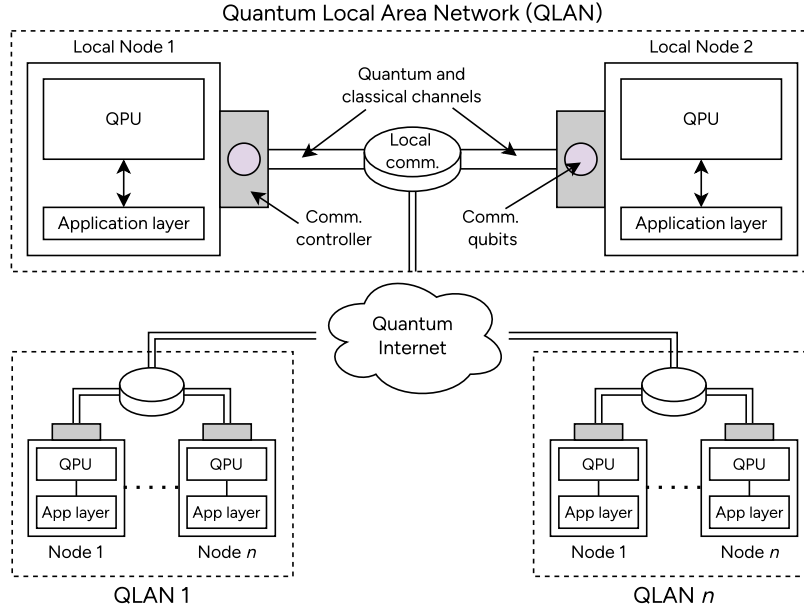 Quantum Local Area Network (QLAN)
Local Node 1
Local Node 2
Quantum and
classical channels
QPU
Local
comm.
QPU
Application layer
Comm.
controller
Comm.
qubits
Application layer
Quantum
Internet
QPU
QPU
App layer
App layer
Node 1
Node n
QLAN 1
QPU
QPU
App layer
App layer
Node 1
Node n
QLAN n